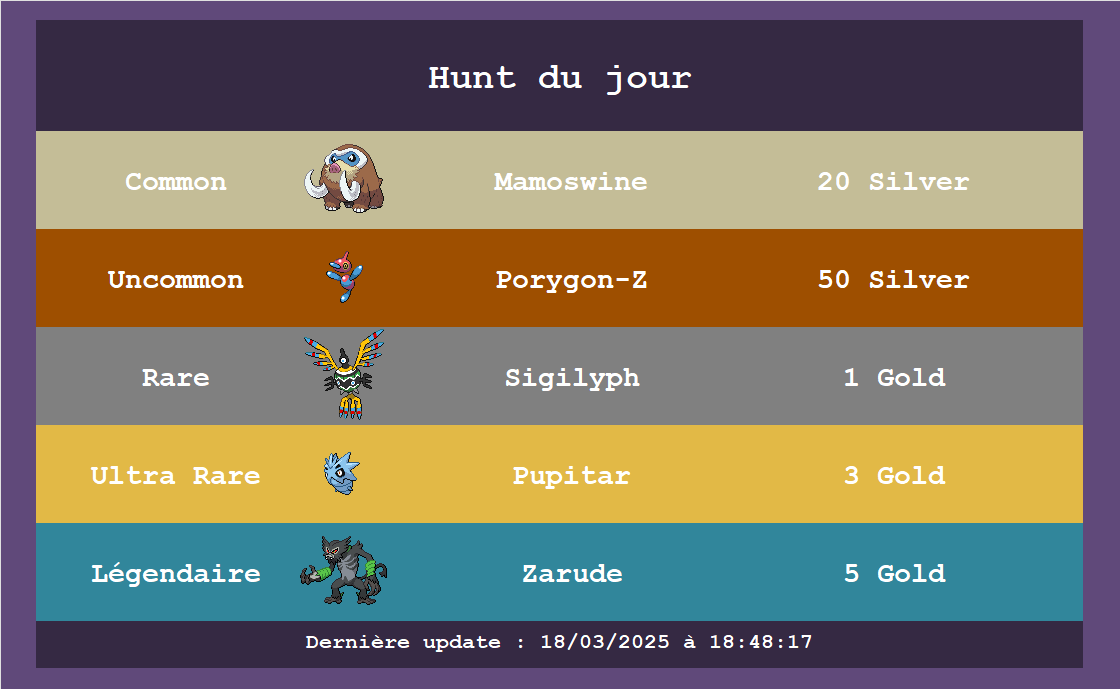 Hunt du jour
Common Mamoswine 20 Silver
Uncommon Porygon-Z 50 Silver
Rare Sigilyph 1 Gold
Ultra Rare Pupitar 3 Gold
Légendaire Zarude 5 Gold
Dernière update : 18/03/2025 à 18:48:17